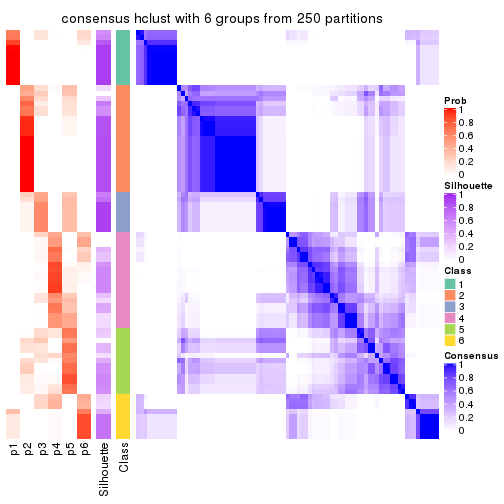 consensus hclust with 6 groups from 250 partitions
Prob
1
0.8
0.6
0.4
0.2
0
Silhouette
1
0.8
0.6
0.4
0.2
0
Class
1
2
3
4
5
6
Consensus
1
0.8
0.6
0.4
0.2
0
p1
p2
p3
p4
p5
p6
Silhouette
Class